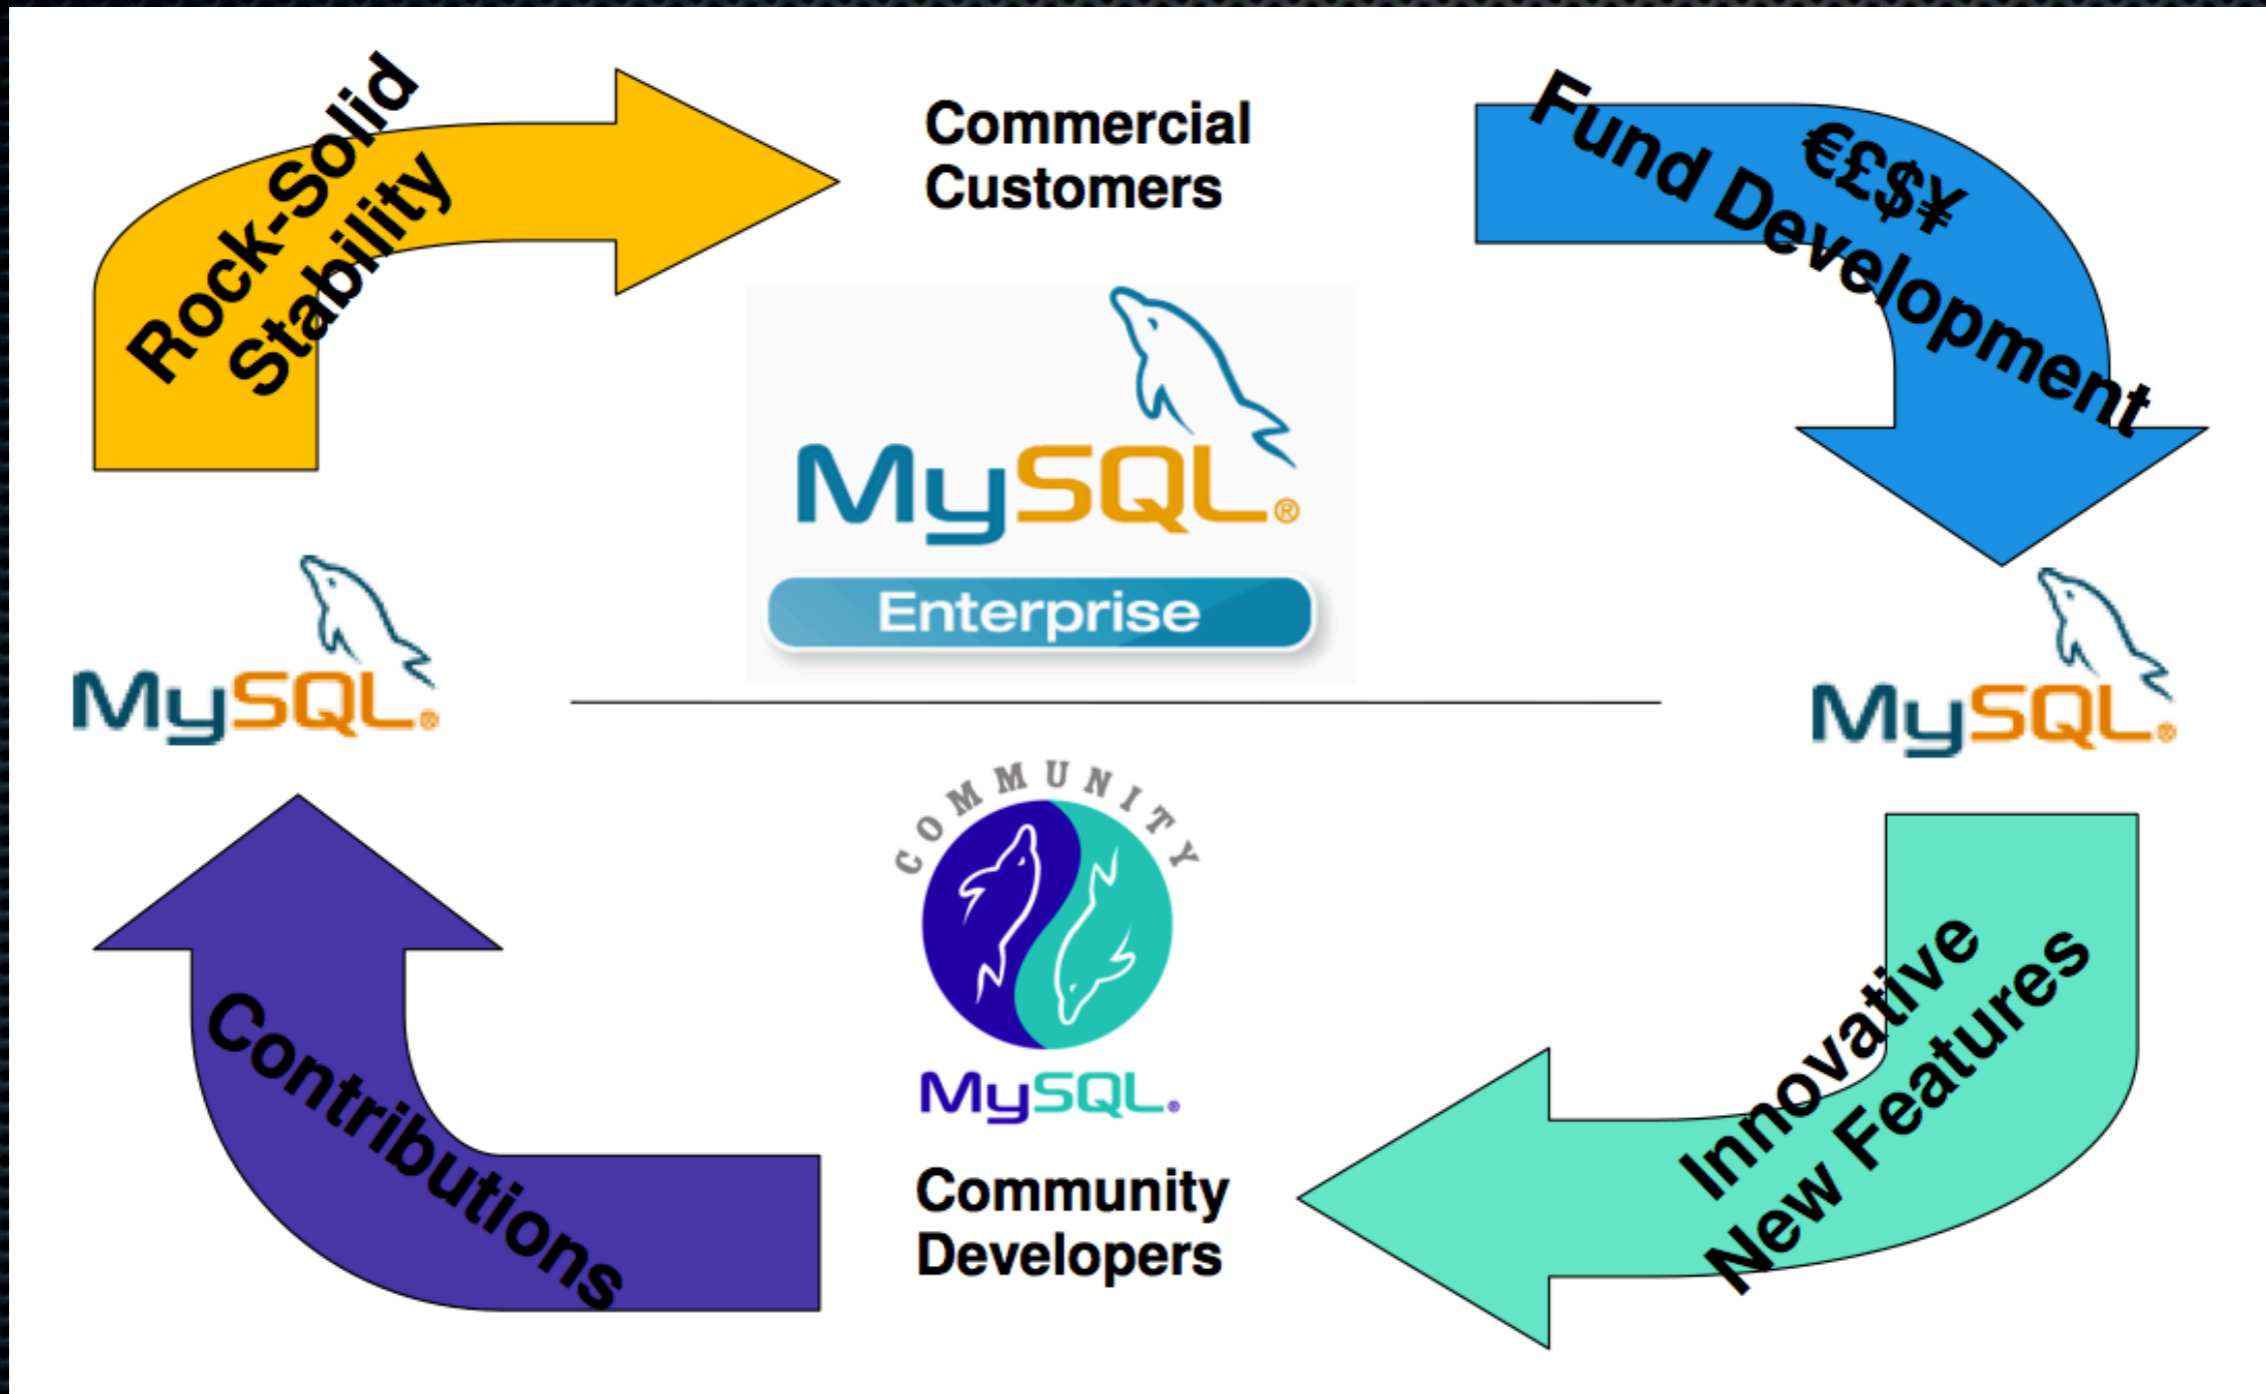 Rock-Solid
Stability
Commercial
Customers
€£$¥
Fund Development
MySQL®
Enterprise
MySQL®
MySQL®
COMMUNITY
MySQL®
Community
Developers
Contributions
Innovative
New Features